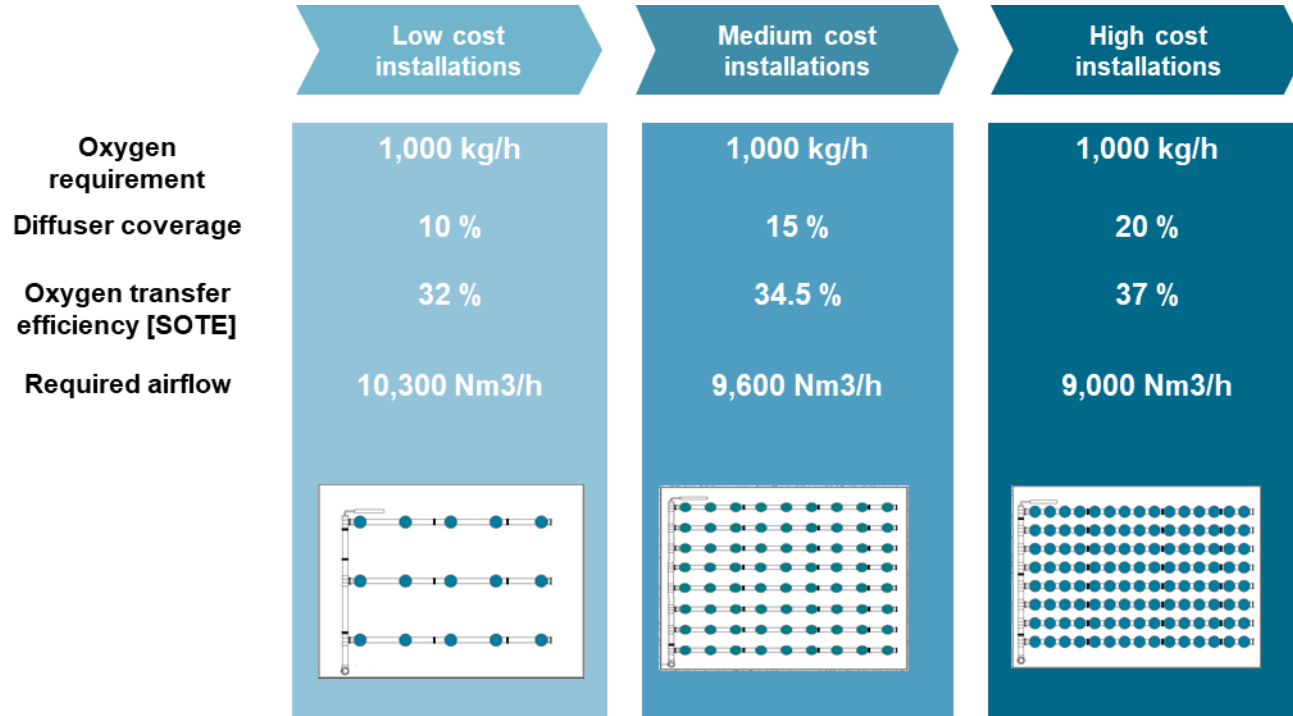 Low cost
installations
Medium cost
installations
High cost
installations
Oxygen
requirement
1,000 kg/h
1,000 kg/h
1,000 kg/h
Diffuser coverage
10 %
15 %
20 %
Oxygen transfer
efficiency [SOTE]
32 %
34.5 %
37 %
Required airflow
10,300 Nm3/h
9,600 Nm3/h
9,000 Nm3/h